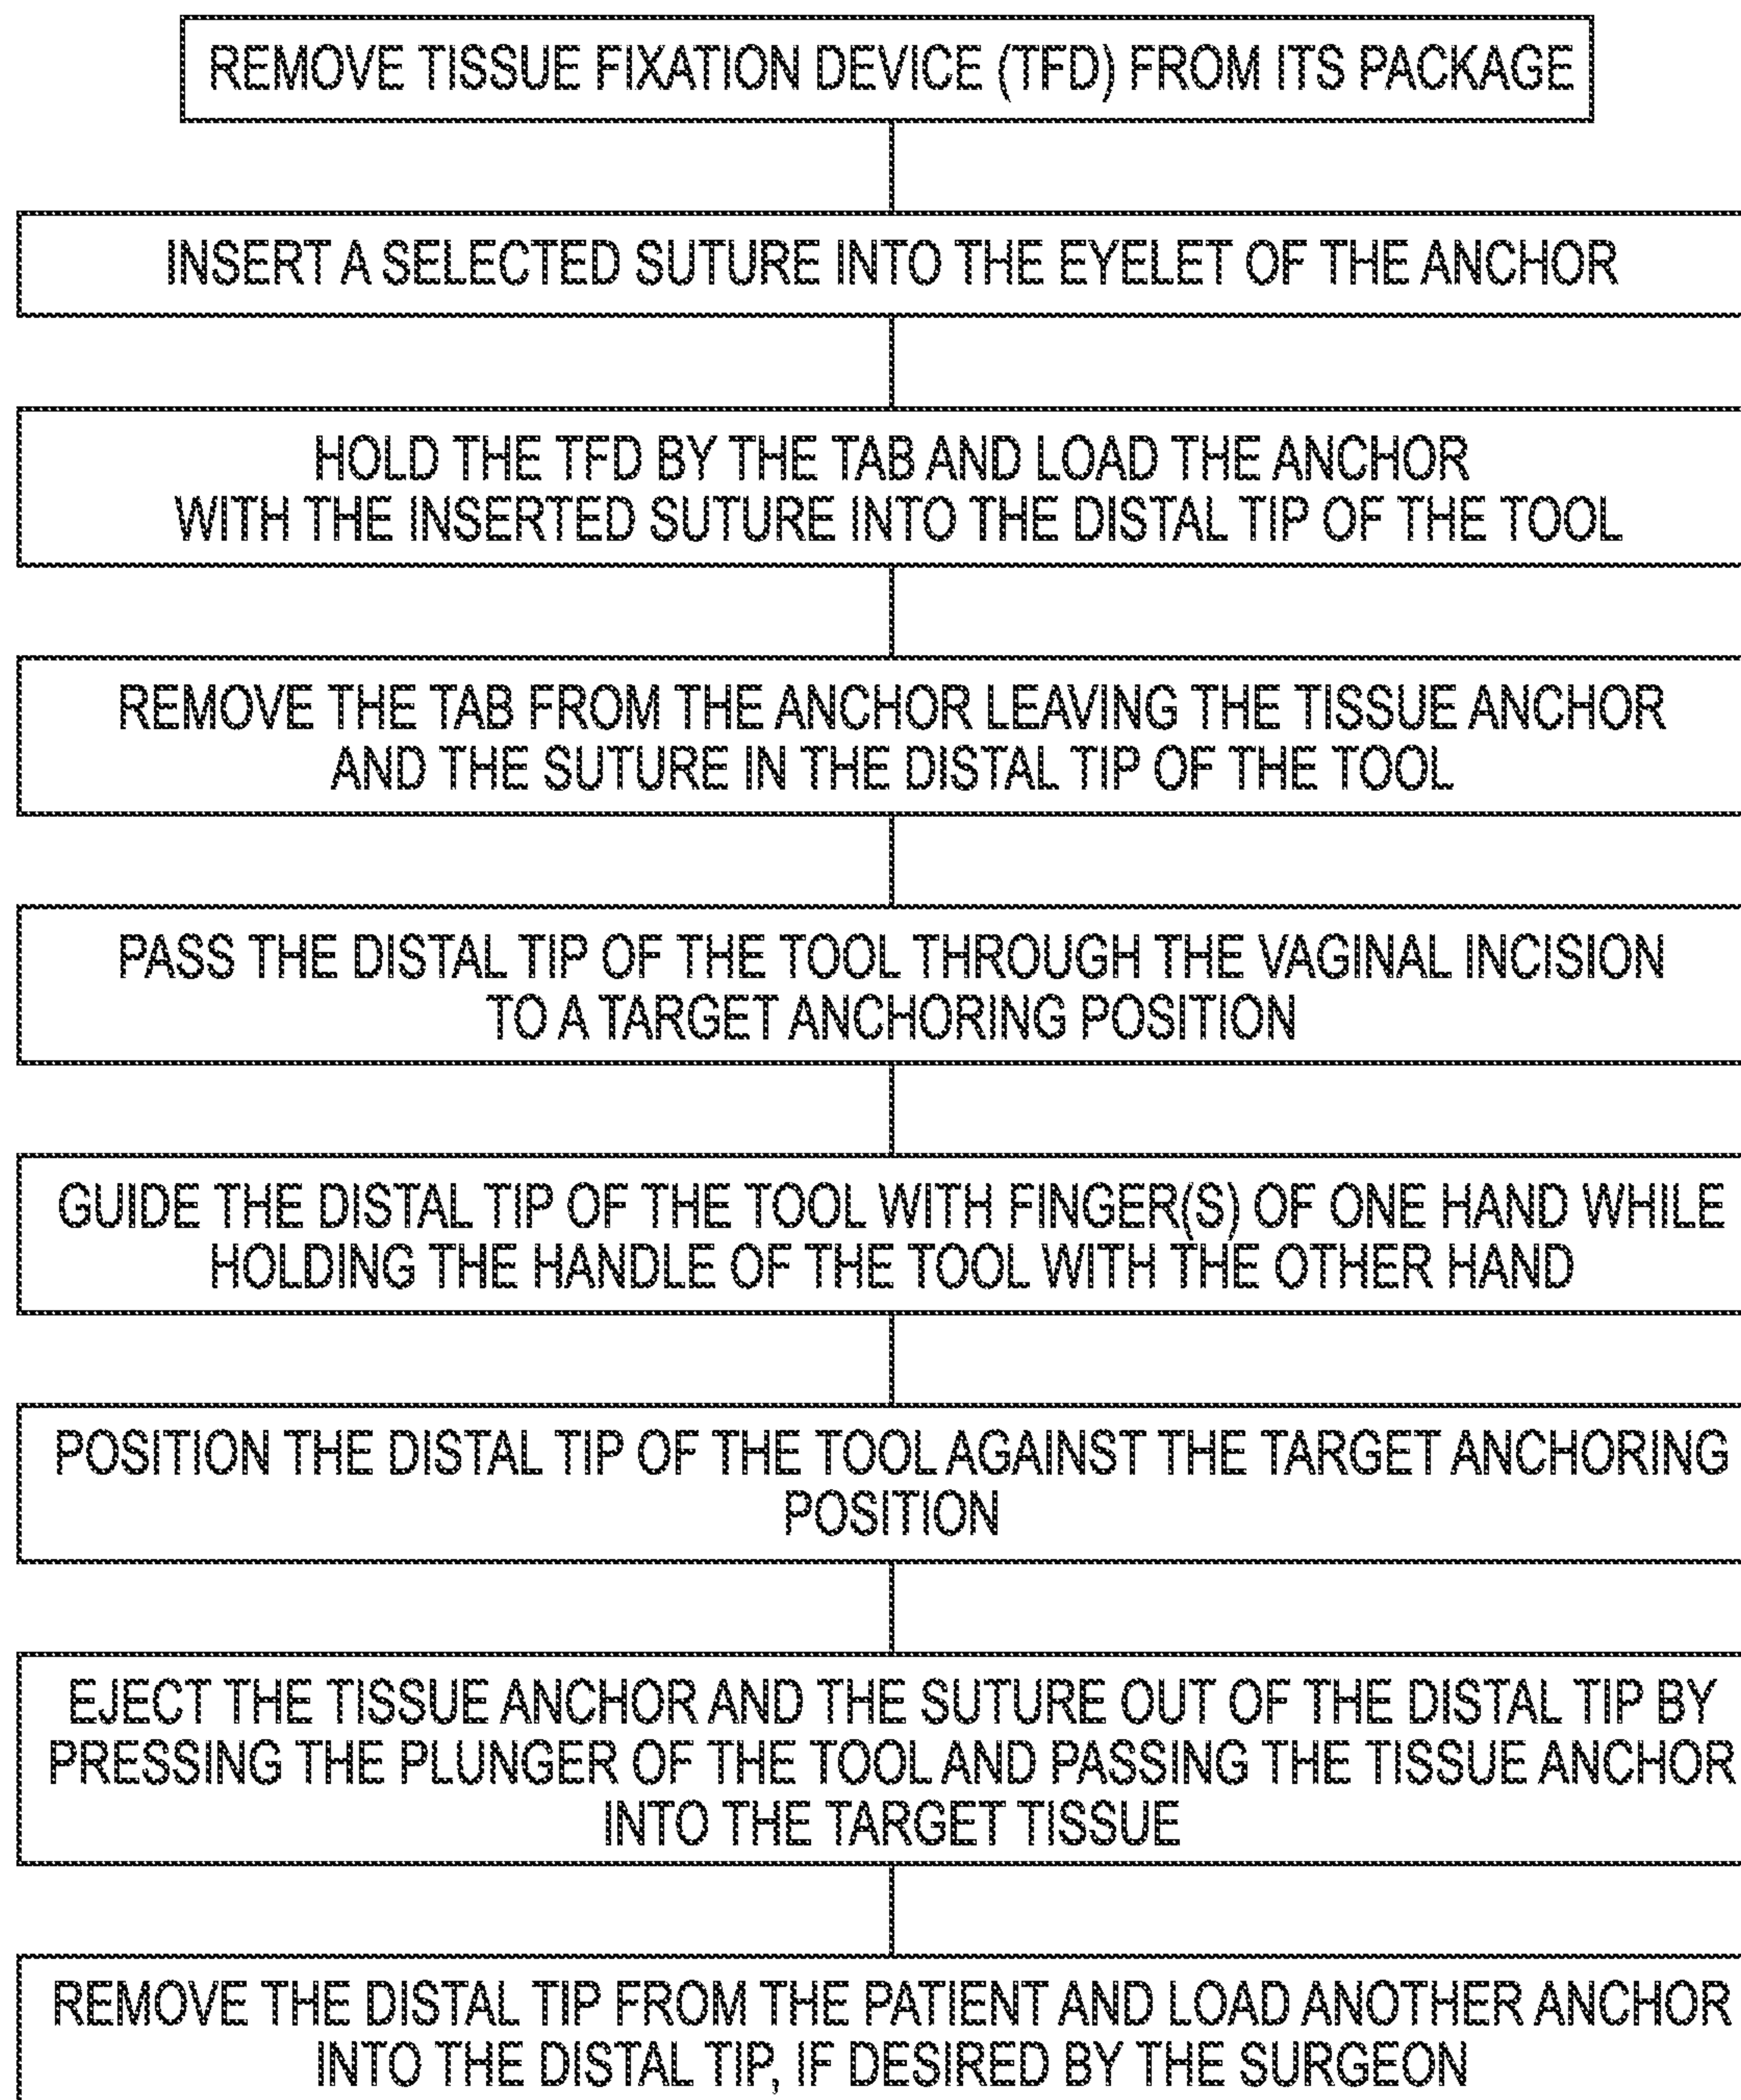 REMOVE TISSUE FIXATION DEVICE (TFD) FROM ITS PACKAGE
INSERT A SELECTED SUTURE INTO THE EYELET OF THE ANCHOR
HOLD THE TFD BY THE TAB AND LOAD THE ANCHOR
WITH THE INSERTED SUTURE INTO THE DISTAL TIP OF THE TOOL
REMOVE THE TAB FROM THE ANCHOR LEAVING THE TISSUE ANCHOR
AND THE SUTURE IN THE DISTAL TIP OF THE TOOL
PASS THE DISTAL TIP OF THE TOOL THROUGH THE VAGINAL INCISION
TO A TARGET ANCHORING POSITION
GUIDE THE DISTAL TIP OF THE TOOL WITH FINGER(S) OF ONE HAND WHILE
HOLDING THE HANDLE OF THE TOOL WITH THE OTHER HAND
POSITION THE DISTAL TIP OF THE TOOL AGAINST THE TARGET ANCHORING
POSITION
EJECT THE TISSUE ANCHOR AND THE SUTURE OUT OF THE DISTAL TIP BY
PRESSING THE PLUNGER OF THE TOOL AND PASSING THE TISSUE ANCHOR
INTO THE TARGET TISSUE
REMOVE THE DISTAL TIP FROM THE PATIENT AND LOAD ANOTHER ANCHOR
INTO THE DISTAL TIP, IF DESIRED BY THE SURGEON